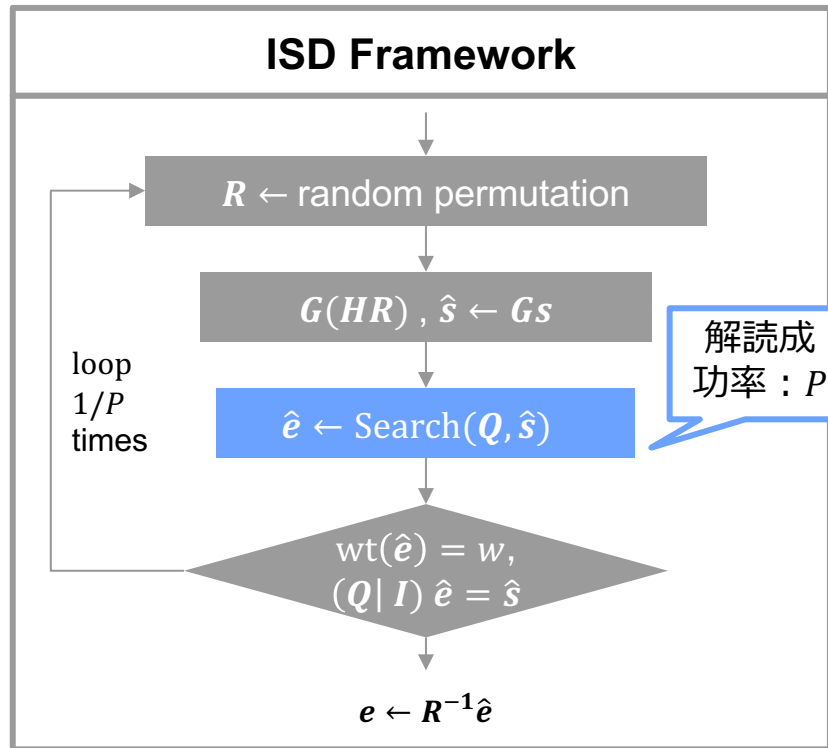 ISD Framework
𝑹 ← random permutation
𝑮(𝑯𝑹) , 𝒔̂ ← 𝑮𝒔
解読成
功率：𝑃
loop
1/𝑃
times
𝒆̂ ← Search(𝑸, 𝒔̂)
wt(𝒆̂) = 𝑤,
(𝑸| 𝑰) 𝒆̂ = 𝒔̂
𝒆 ← 𝑹⁻¹𝒆̂